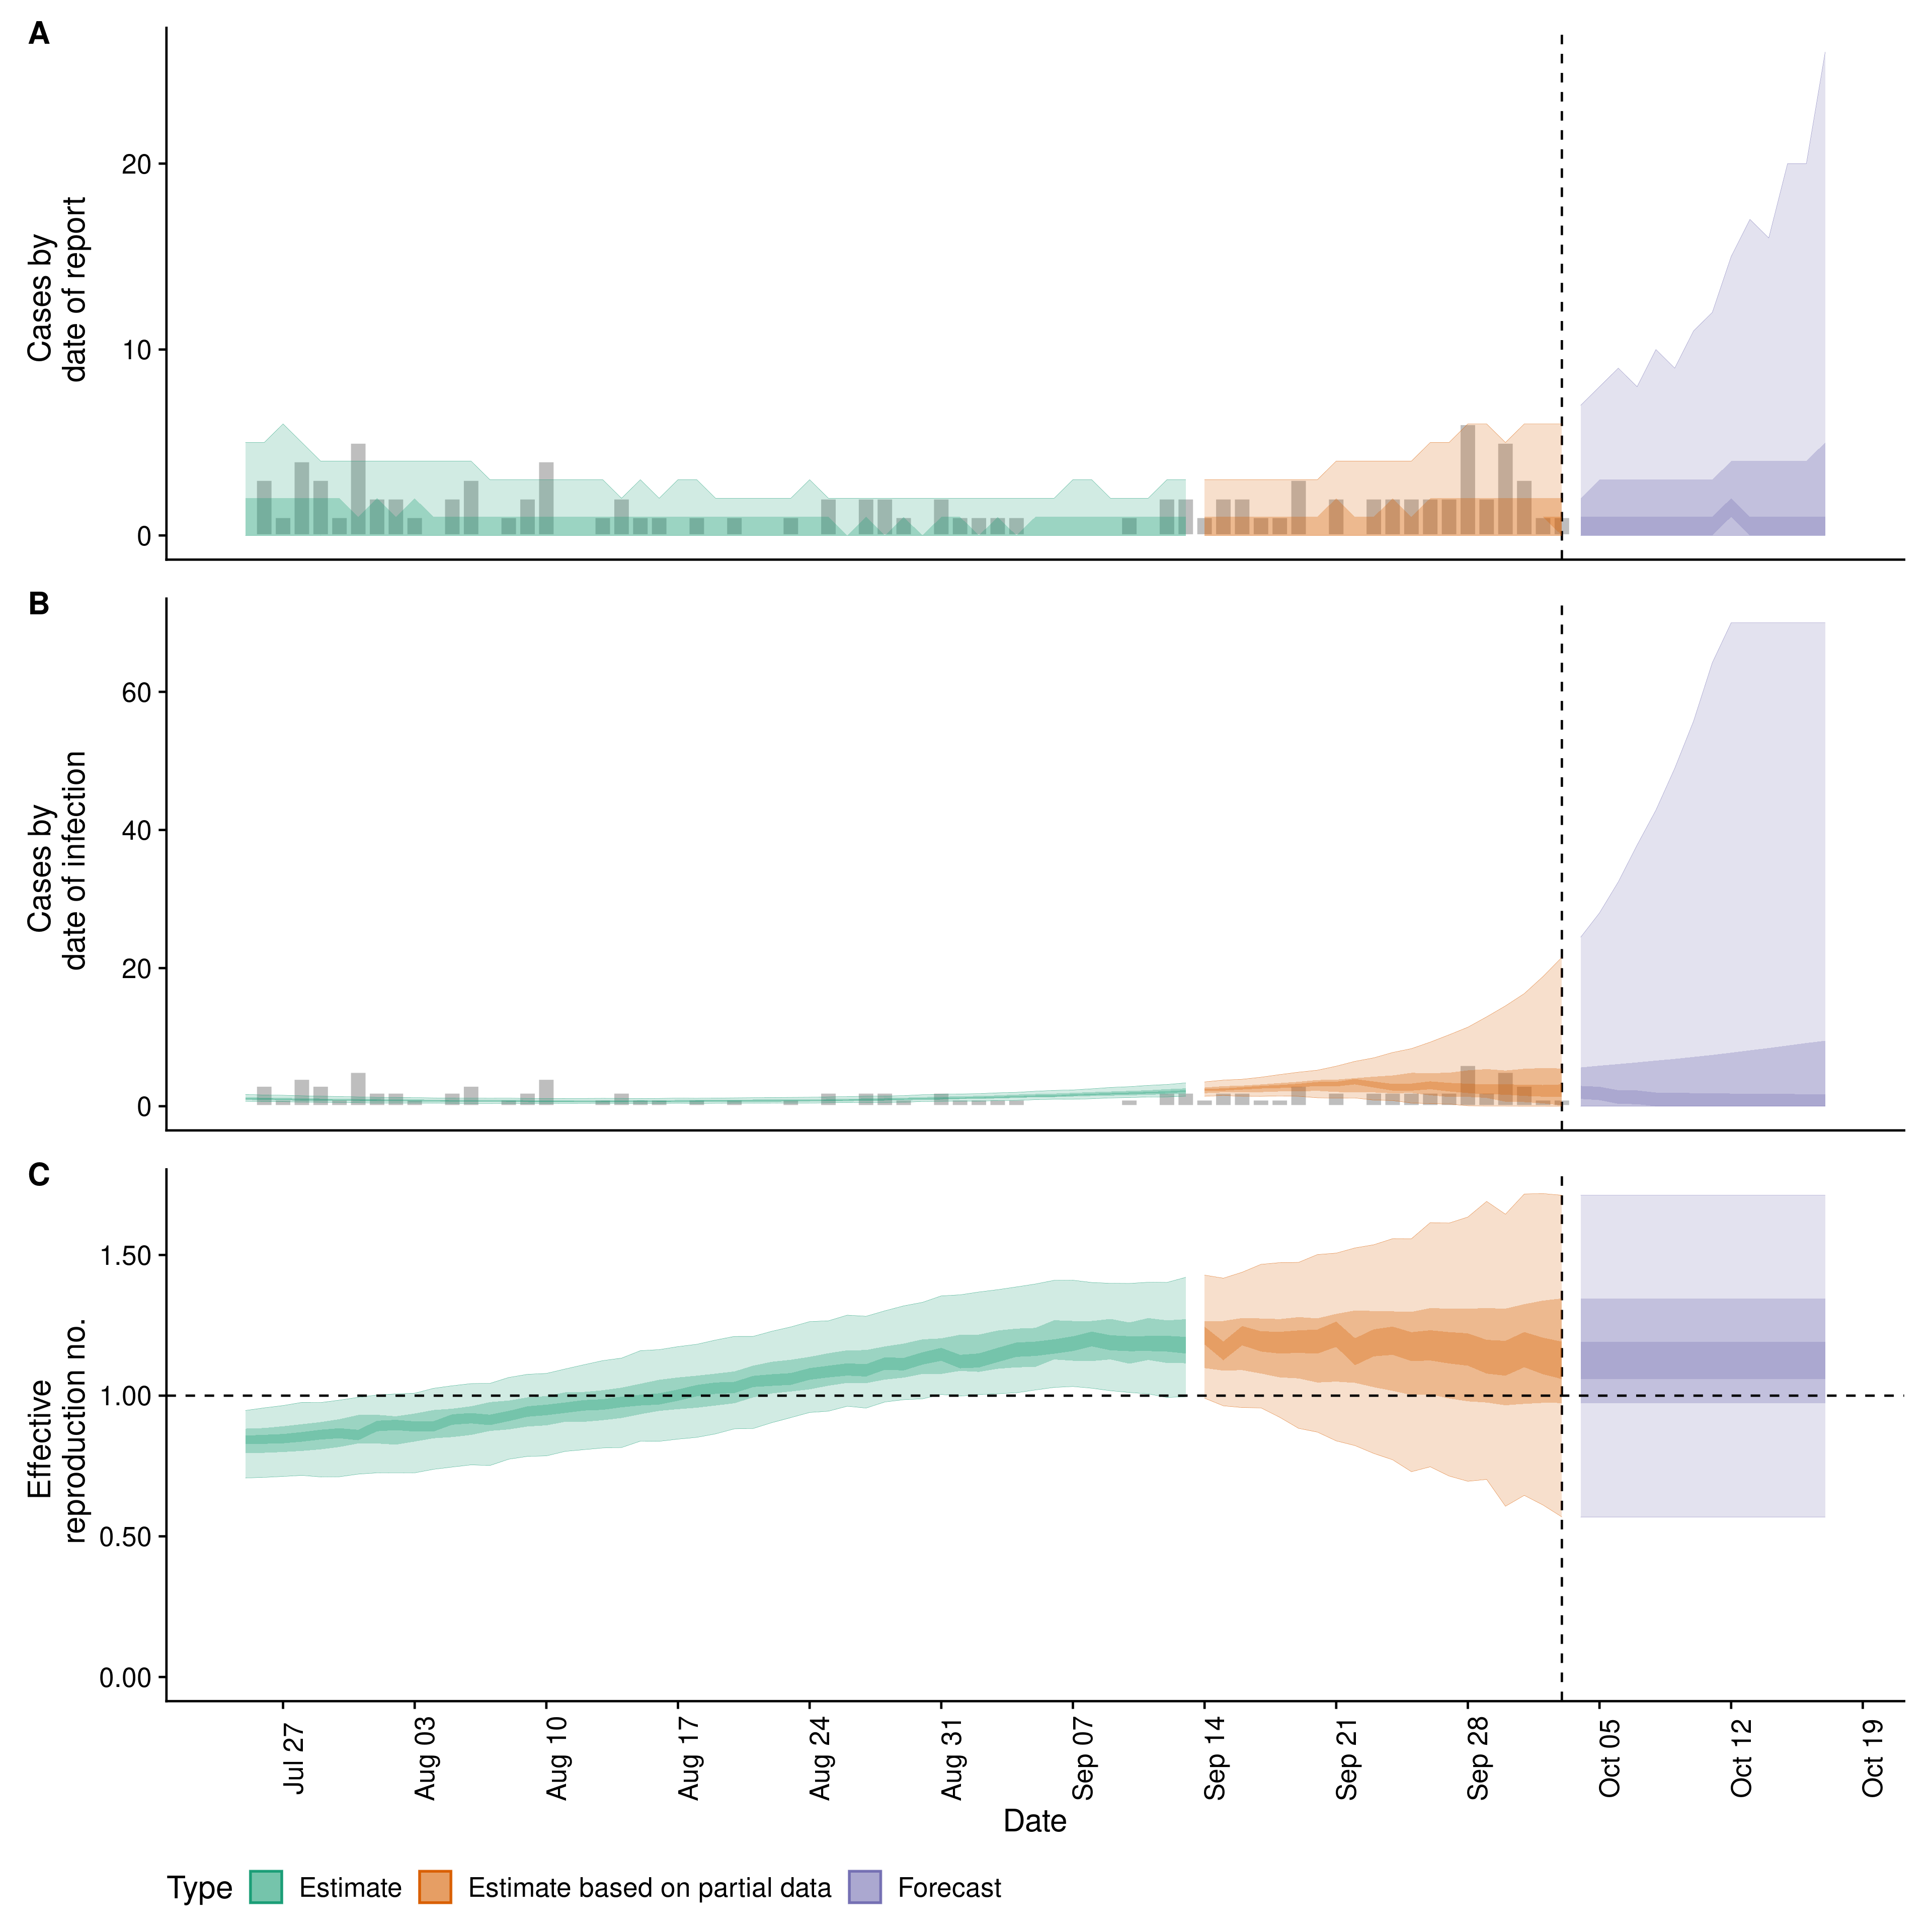 A
Cases by
date of report
20
10
0
B
Cases by
date of infection
60
40
20
0
C
Effective
reproduction no.
1.50
1.00
0.50
0.00
Jul 27
Aug 03
Aug 10
Aug 17
Aug 24
Aug 31
Sep 07
Sep 14
Sep 21
Sep 28
Oct 05
Oct 12
Oct 19
Date
Type Estimate Estimate based on partial data Forecast